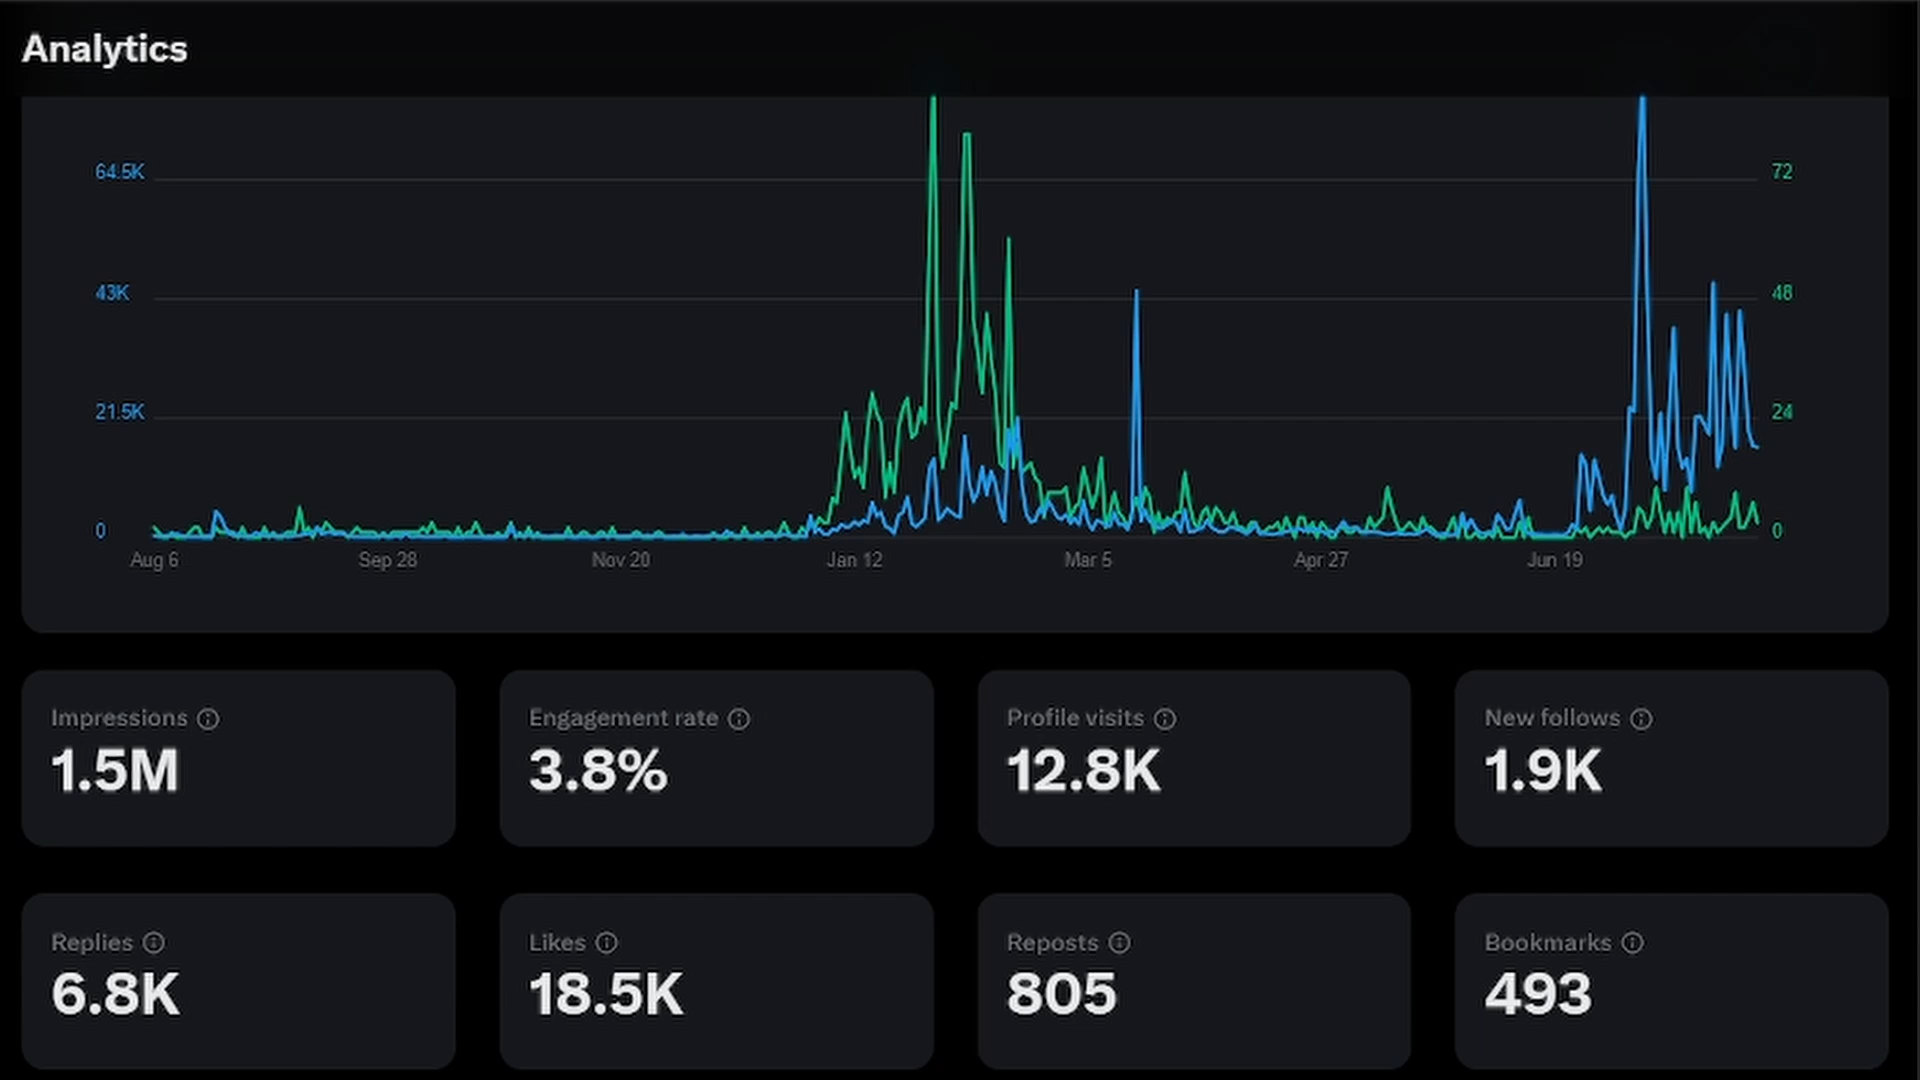 Analytics
64.5K 72
43K 48
21.5K 24
0 0
Aug 6 Sep 28 Nov 20 Jan 12 Mar 5 Apr 27 Jun 19
Impressions Engagement rate Profile visits New follows
1.5M 3.8% 12.8K 1.9K
Replies Likes Reposts Bookmarks
6.8K 18.5K 805 493